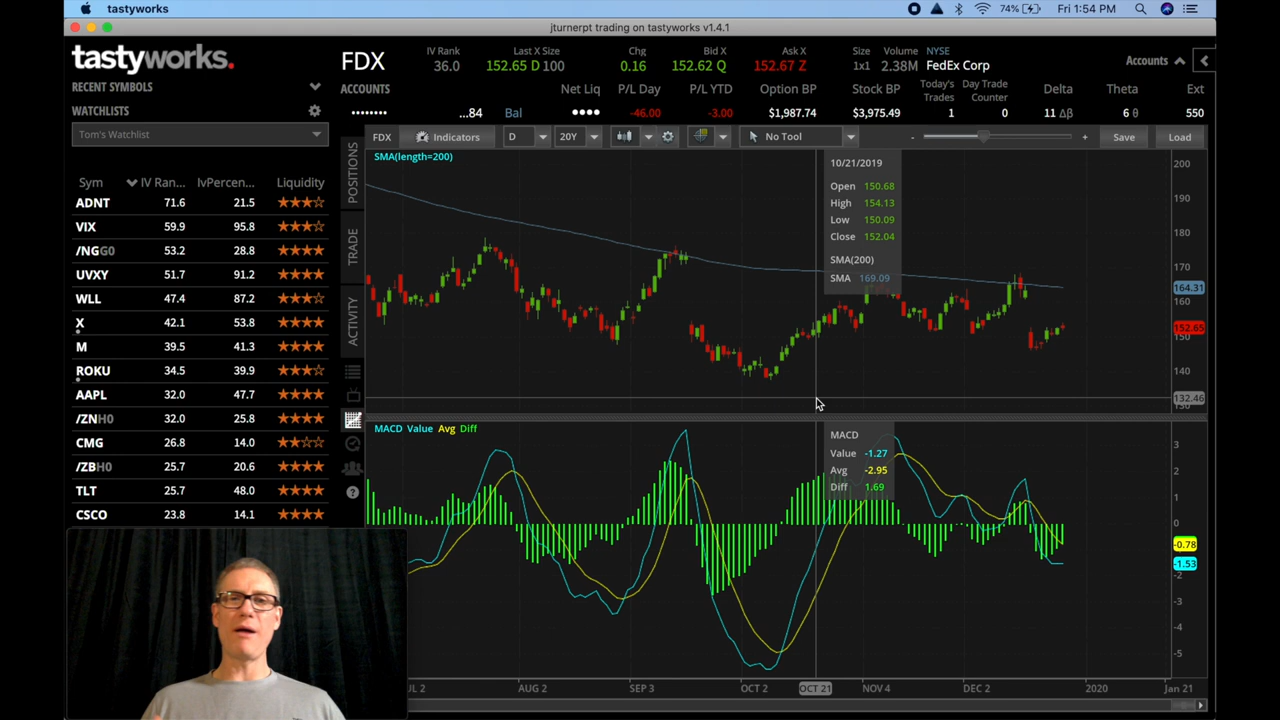 tastyworks
74%
Fri 1:54 PM
jturnerpt trading on tastyworks v1.4.1
tastyworks.
FDX
IV Rank
36.0
Last X Size
152.65 D 100
Chg
0.16
Bid X
152.62 Q
Ask X
152.67 Z
Size
1x1
Volume
2.38M
NYSE
FedEx Corp
Accounts
RECENT SYMBOLS
ACCOUNTS
Net Liq
P/L Day
P/L YTD
Option BP
Stock BP
Today's Trades
Day Trade Counter
Delta
Theta
Ext
WATCHLISTS
...84
Bal
-46.00
-3.00
$1,987.74
$3,975.49
1
0
11 Δβ
6 θ
550
Tom's Watchlist
FDX
Indicators
D
20Y
No Tool
-
+
Save
Load
Sym
IV Ran...
IvPercen...
Liquidity
ADNT 71.6 21.5
VIX 59.9 95.8
/NGG0 53.2 28.8
UVXY 51.7 91.2
WLL 47.4 87.2
X 42.1 53.8
M 39.5 41.3
ROKU 34.5 39.9
AAPL 32.0 47.7
/ZNH0 32.0 25.8
CMG 26.8 14.0
/ZBH0 25.7 20.6
TLT 25.7 48.0
CSCO 23.8 14.1
POSITIONS
TRADE
ACTIVITY
?
SMA(length=200)
10/21/2019
Open 150.68
High 154.13
Low 150.09
Close 152.04
SMA(200)
SMA 169.09
200
190
180
170
164.31
160
152.65
150
140
132.46
130
MACD Value Avg Diff
MACD
Value -1.27
Avg -2.95
Diff 1.69
3
2
1
0
-0.78
-1.53
-2
-3
-4
-5
JL 2
AUG 2
SEP 3
OCT 2
OCT 21
NOV 4
DEC 2
2020
Jan 21